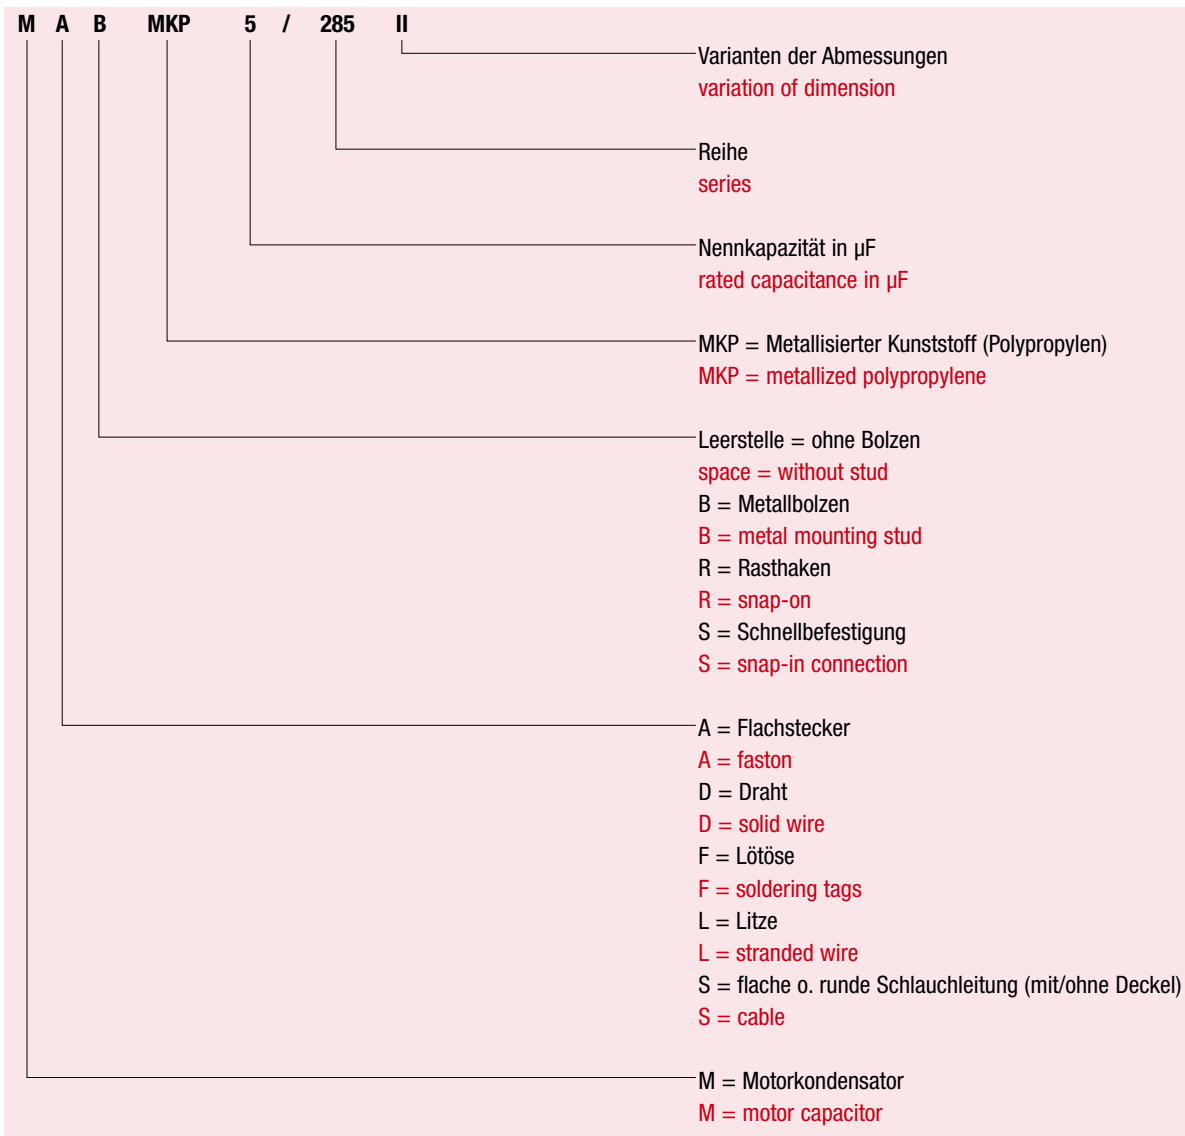 M A B MKP 5 / 285 II
Varianten der Abmessungen
variation of dimension
Reihe
series
Nennkapazität in µF
rated capacitance in µF
MKP = Metallisierter Kunststoff (Polypropylen)
MKP = metallized polypropylene
Leerstelle = ohne Bolzen
space = without stud
B = Metallbolzen
B = metal mounting stud
R = Rasthaken
R = snap-on
S = Schnellbefestigung
S = snap-in connection
A = Flachstecker
A = faston
D = Draht
D = solid wire
F = Lötöse
F = soldering tags
L = Litze
L = stranded wire
S = flache o. runde Schlauchleitung (mit/ohne Deckel)
S = cable
M = Motorkondensator
M = motor capacitor